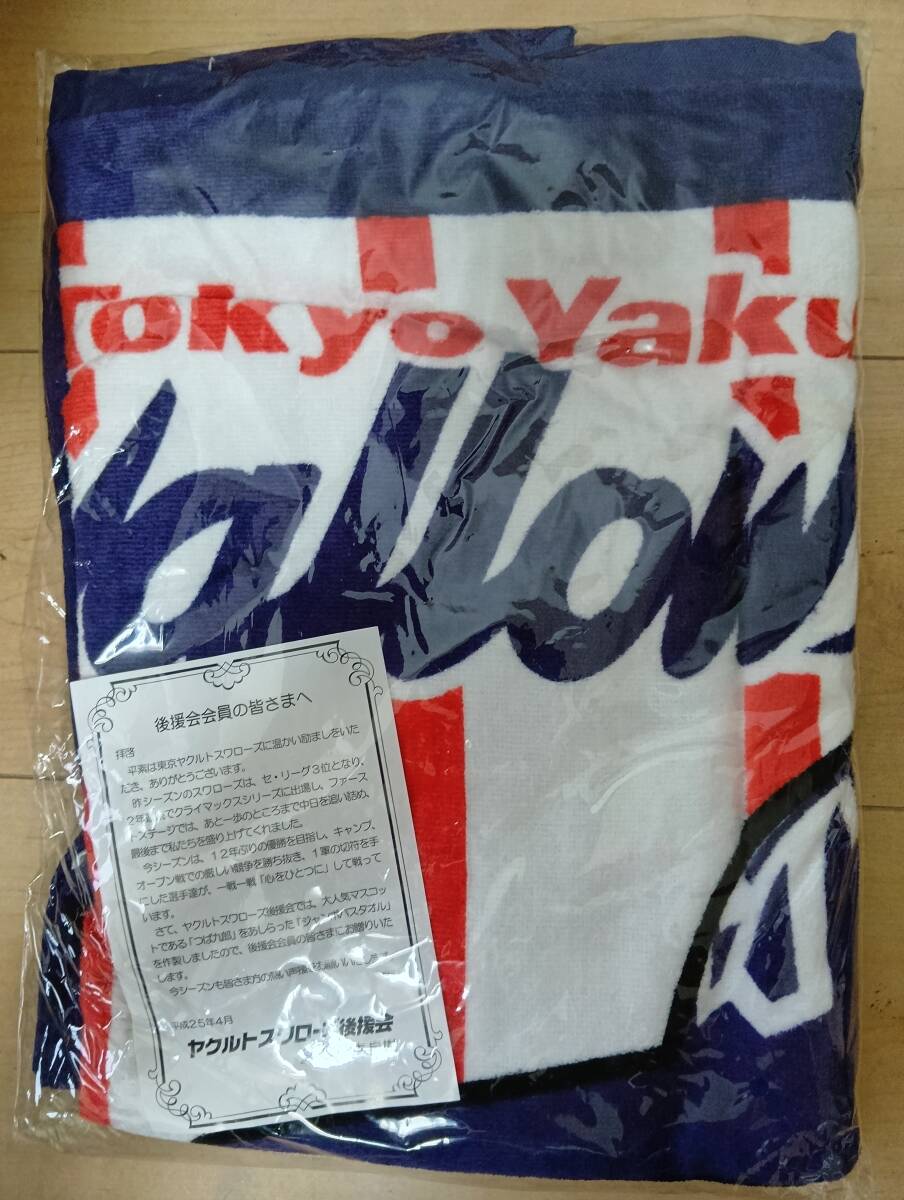 Tokyo Yaku
allows
後援会会員の皆さまへ
拝啓
平素は東京ヤクルトスワローズに温かい励ましをいた
だき、ありがとうございます。
昨シーズンのスワローズは、セ・リーグ3位となり、
2年でクライマックスシリーズに出場し、ファース
トステージでは、あと一歩のところまで中日を追い詰め、
最後まで私たちを盛り上げてくれました。
今シーズンは、12年ぶりの優勝を目指し、キャンプ、
オープン戦での厳しい競争を勝ち抜き、1軍の切符を手
にした選手達が、一戦一戦「心をひとつに」して戦って
います。
さて、ヤクルトスワローズ後援会では、大人気マスコッ
トである「つば九郎」をあしらった「ジャンボバスタオル」
を作製しましたので、後援会会員の皆さまにお贈りいた
します。
今シーズンも皆さま方の熱い声援をお願いいたします
平成25年4月
ヤクルトスワローズ後援会